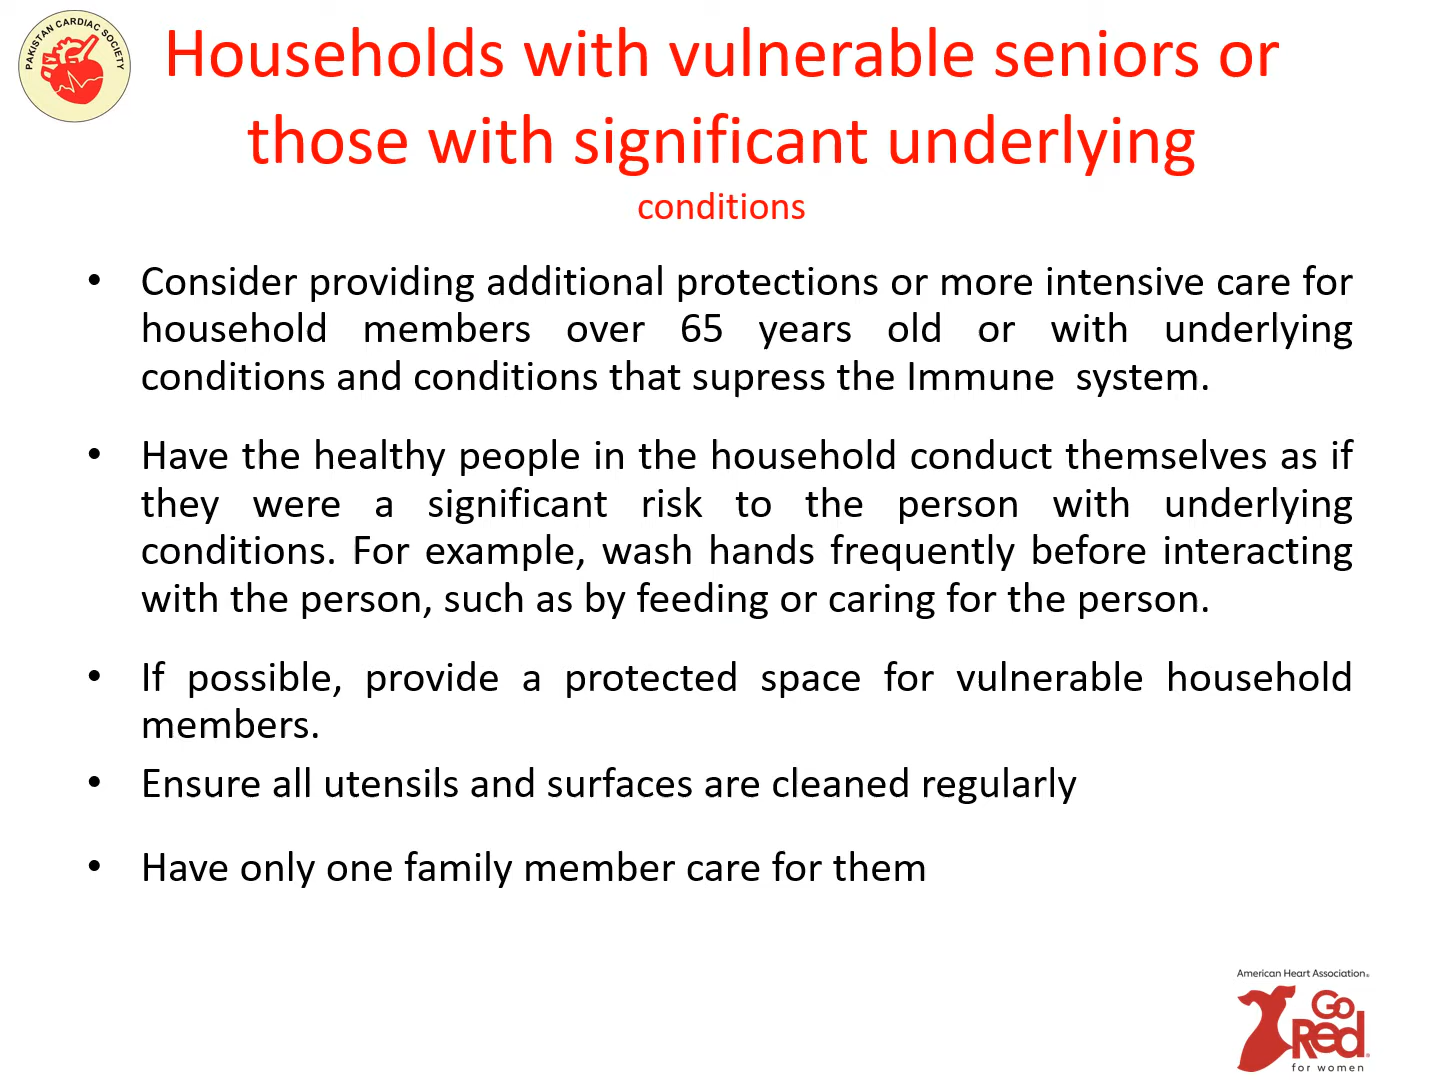 PAKISTAN CARDIAC SOCIETY
Households with vulnerable seniors or
those with significant underlying
conditions
• Consider providing additional protections or more intensive care for
household members over 65 years old or with underlying
conditions and conditions that supress the Immune  system.
• Have the healthy people in the household conduct themselves as if
they were a significant risk to the person with underlying
conditions. For example, wash hands frequently before interacting
with the person, such as by feeding or caring for the person.
• If possible, provide a protected space for vulnerable household
members.
• Ensure all utensils and surfaces are cleaned regularly
• Have only one family member care for them
American Heart Association®
Go
Red®
for women